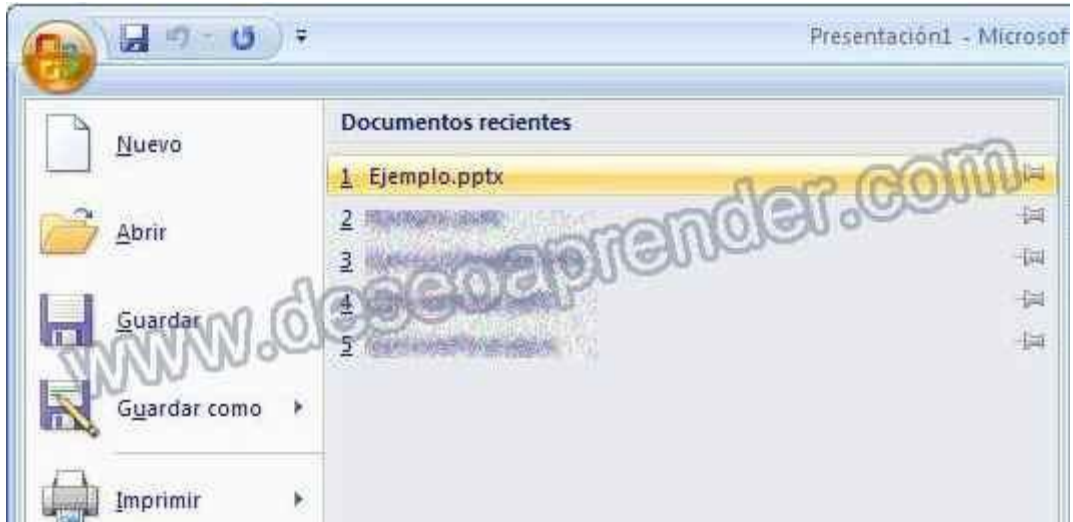 Presentación1 - Microsof
Documentos recientes
Nuevo
1 Ejemplo.pptx
Abrir
2
3
Guardar
4
5
Guardar como
Imprimir
www.deseoaprender.com